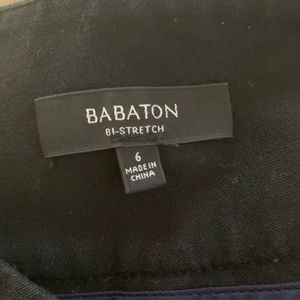 BABATON
BI-STRETCH
6
MADE IN
CHINA